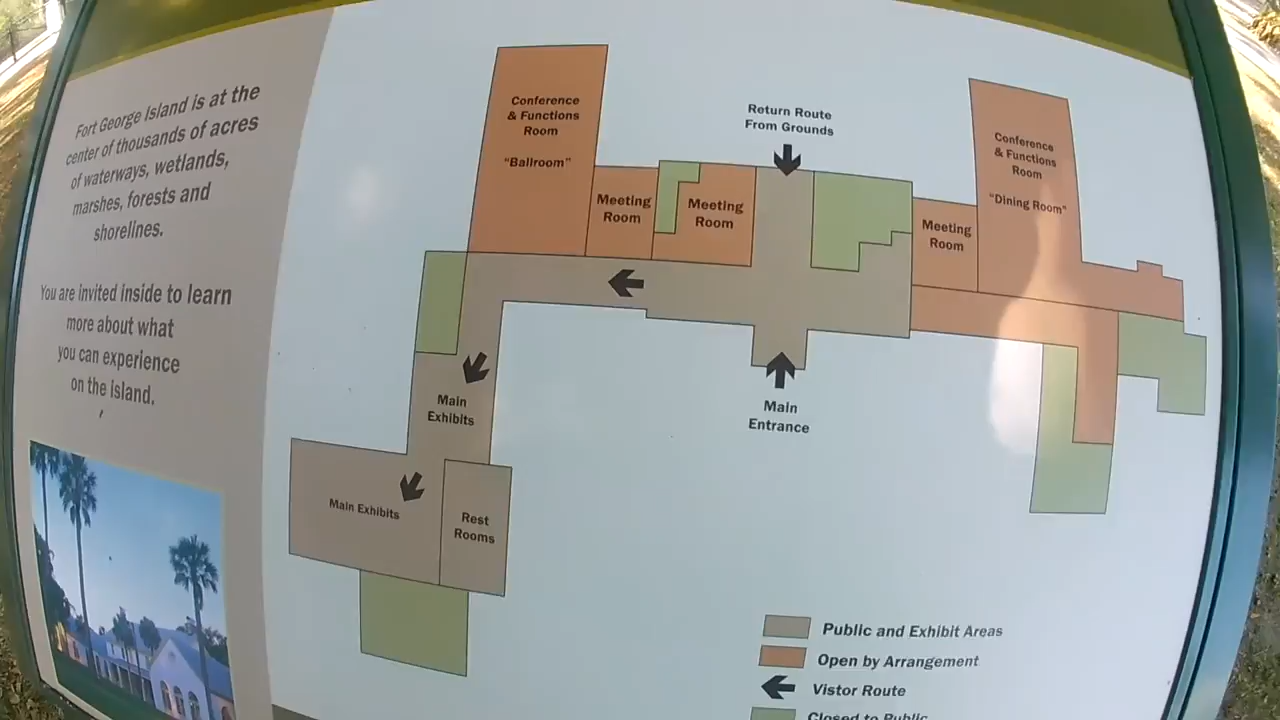 Fort George Island is at the
center of thousands of acres
of waterways, wetlands,
marshes, forests and
shorelines.
You are invited inside to learn
more about what
you can experience
on the island.
Conference
& Functions
Room
"Ballroom"
Meeting
Room
Meeting
Room
Return Route
From Grounds
Meeting
Room
Conference
& Functions
Room
"Dining Room"
Main
Exhibits
Main Exhibits
Rest
Rooms
Main
Entrance
Public and Exhibit Areas
Open by Arrangement
Vistor Route
Closed to Public